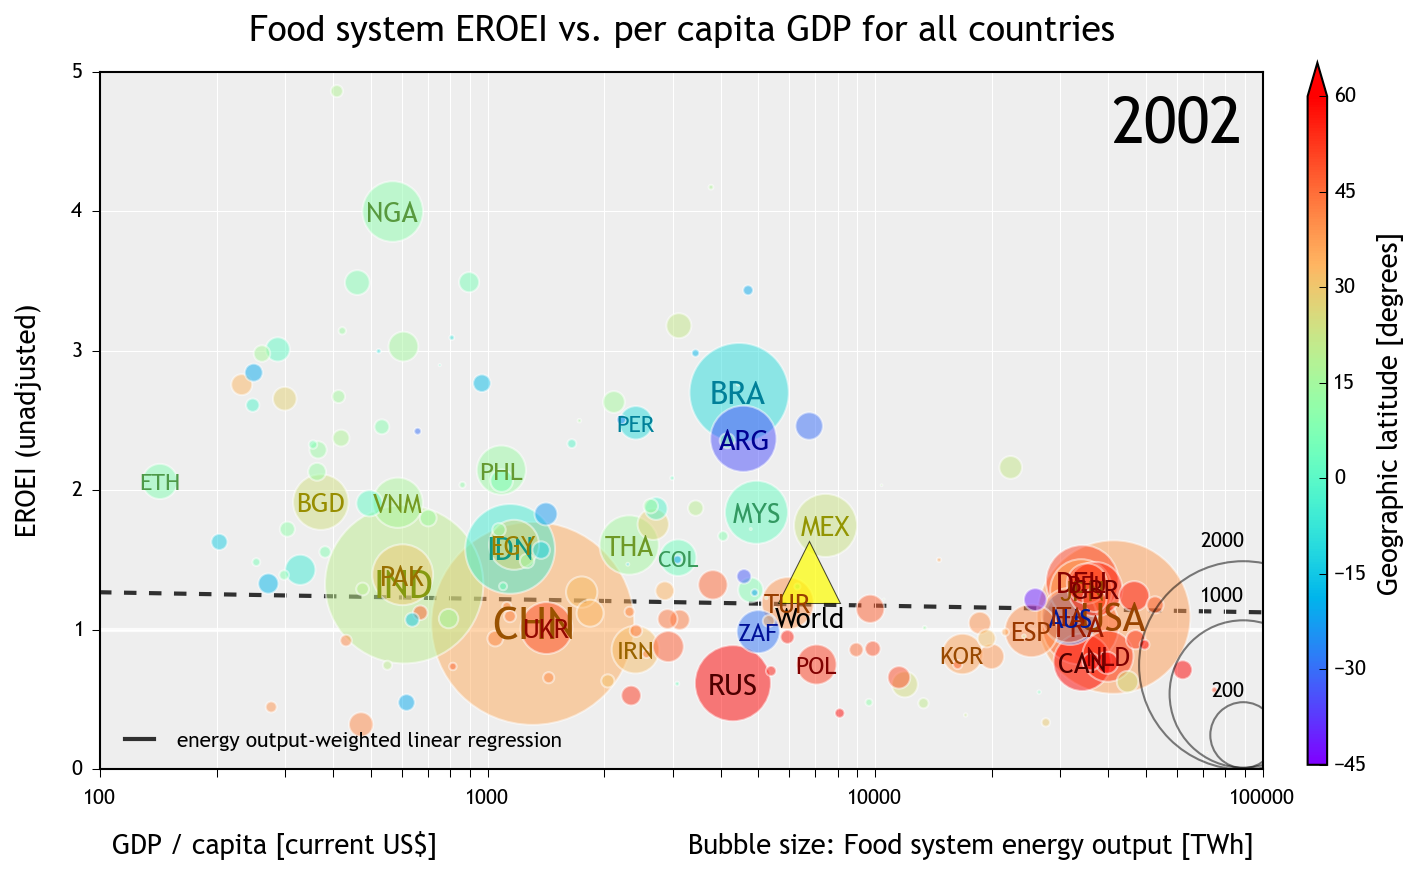 Food system EROEI vs. per capita GDP for all countries
2002
5
4
3
2
1
0
EROEI (unadjusted)
NGA
BRA
PER
ARG
ETH
PHL
BGD
VNM
MYS
MEX
EGY
IDN
THA
COL
PAK
IND
TUR
World
CHN
UKR
ZAF
IRN
RUS
POL
KOR
ESP
DEU
GBR
ITA
FRA
AUS
USA
CAN
NLD
2000
1000
200
energy output-weighted linear regression
100
1000
10000
100000
GDP / capita [current US$]
Bubble size: Food system energy output [TWh]
60
45
30
15
0
−15
−30
−45
Geographic latitude [degrees]